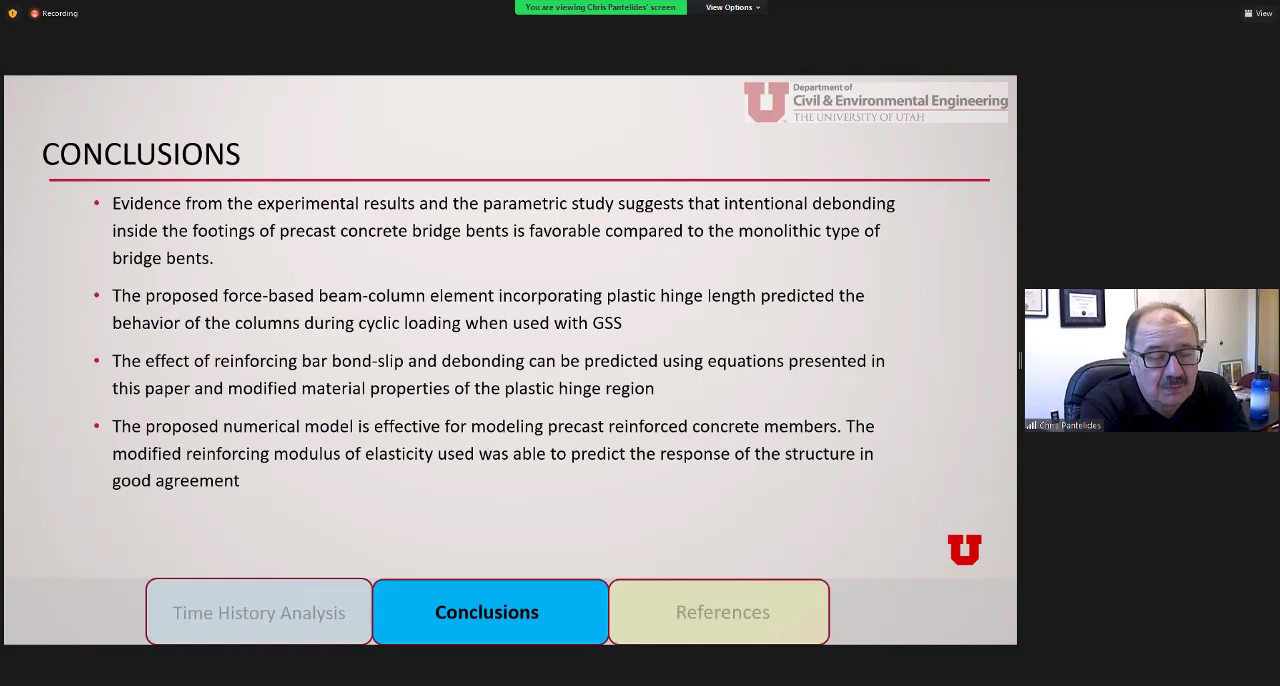 Recording
You are viewing Chris Pantelides' screen
View Options
View
Department of
Civil & Environmental Engineering
THE UNIVERSITY OF UTAH
CONCLUSIONS
• Evidence from the experimental results and the parametric study suggests that intentional debonding
inside the footings of precast concrete bridge bents is favorable compared to the monolithic type of
bridge bents.
• The proposed force-based beam-column element incorporating plastic hinge length predicted the
behavior of the columns during cyclic loading when used with GSS
• The effect of reinforcing bar bond-slip and debonding can be predicted using equations presented in
this paper and modified material properties of the plastic hinge region
• The proposed numerical model is effective for modeling precast reinforced concrete members. The
modified reinforcing modulus of elasticity used was able to predict the response of the structure in
good agreement
Chris Pantelides
U
Time History Analysis
Conclusions
References